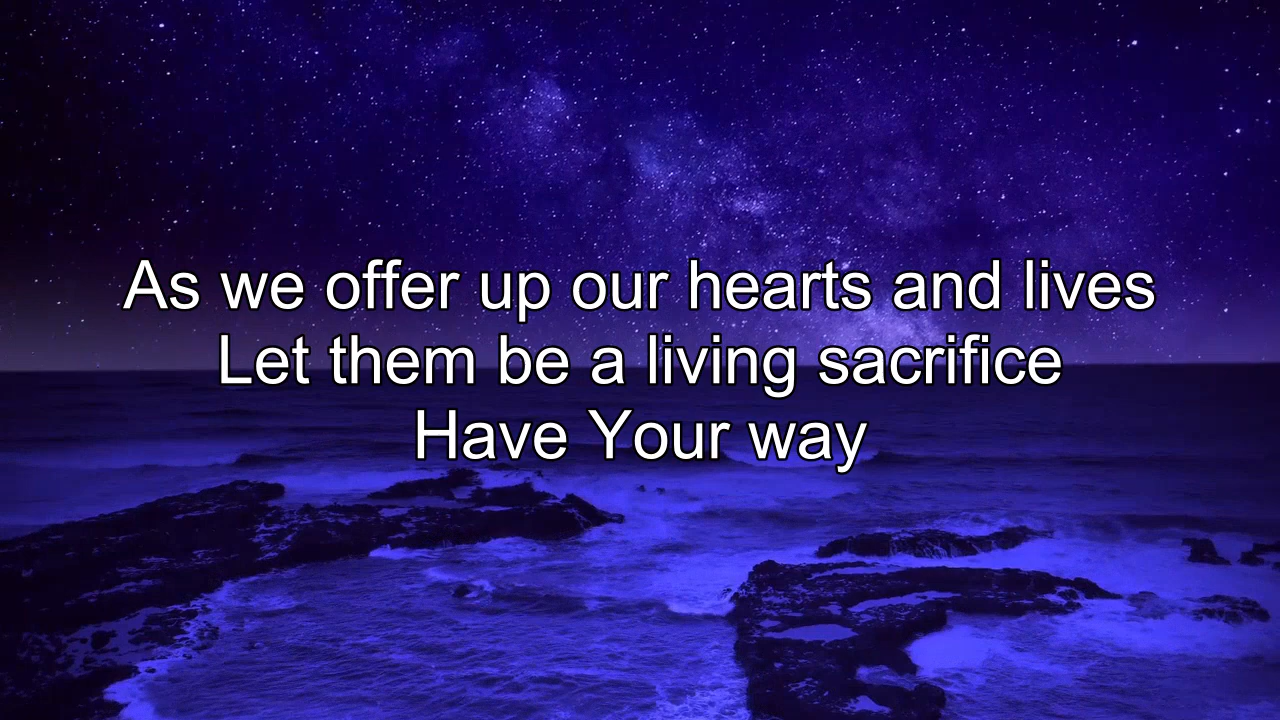 As we offer up our hearts and lives
Let them be a living sacrifice
Have Your way